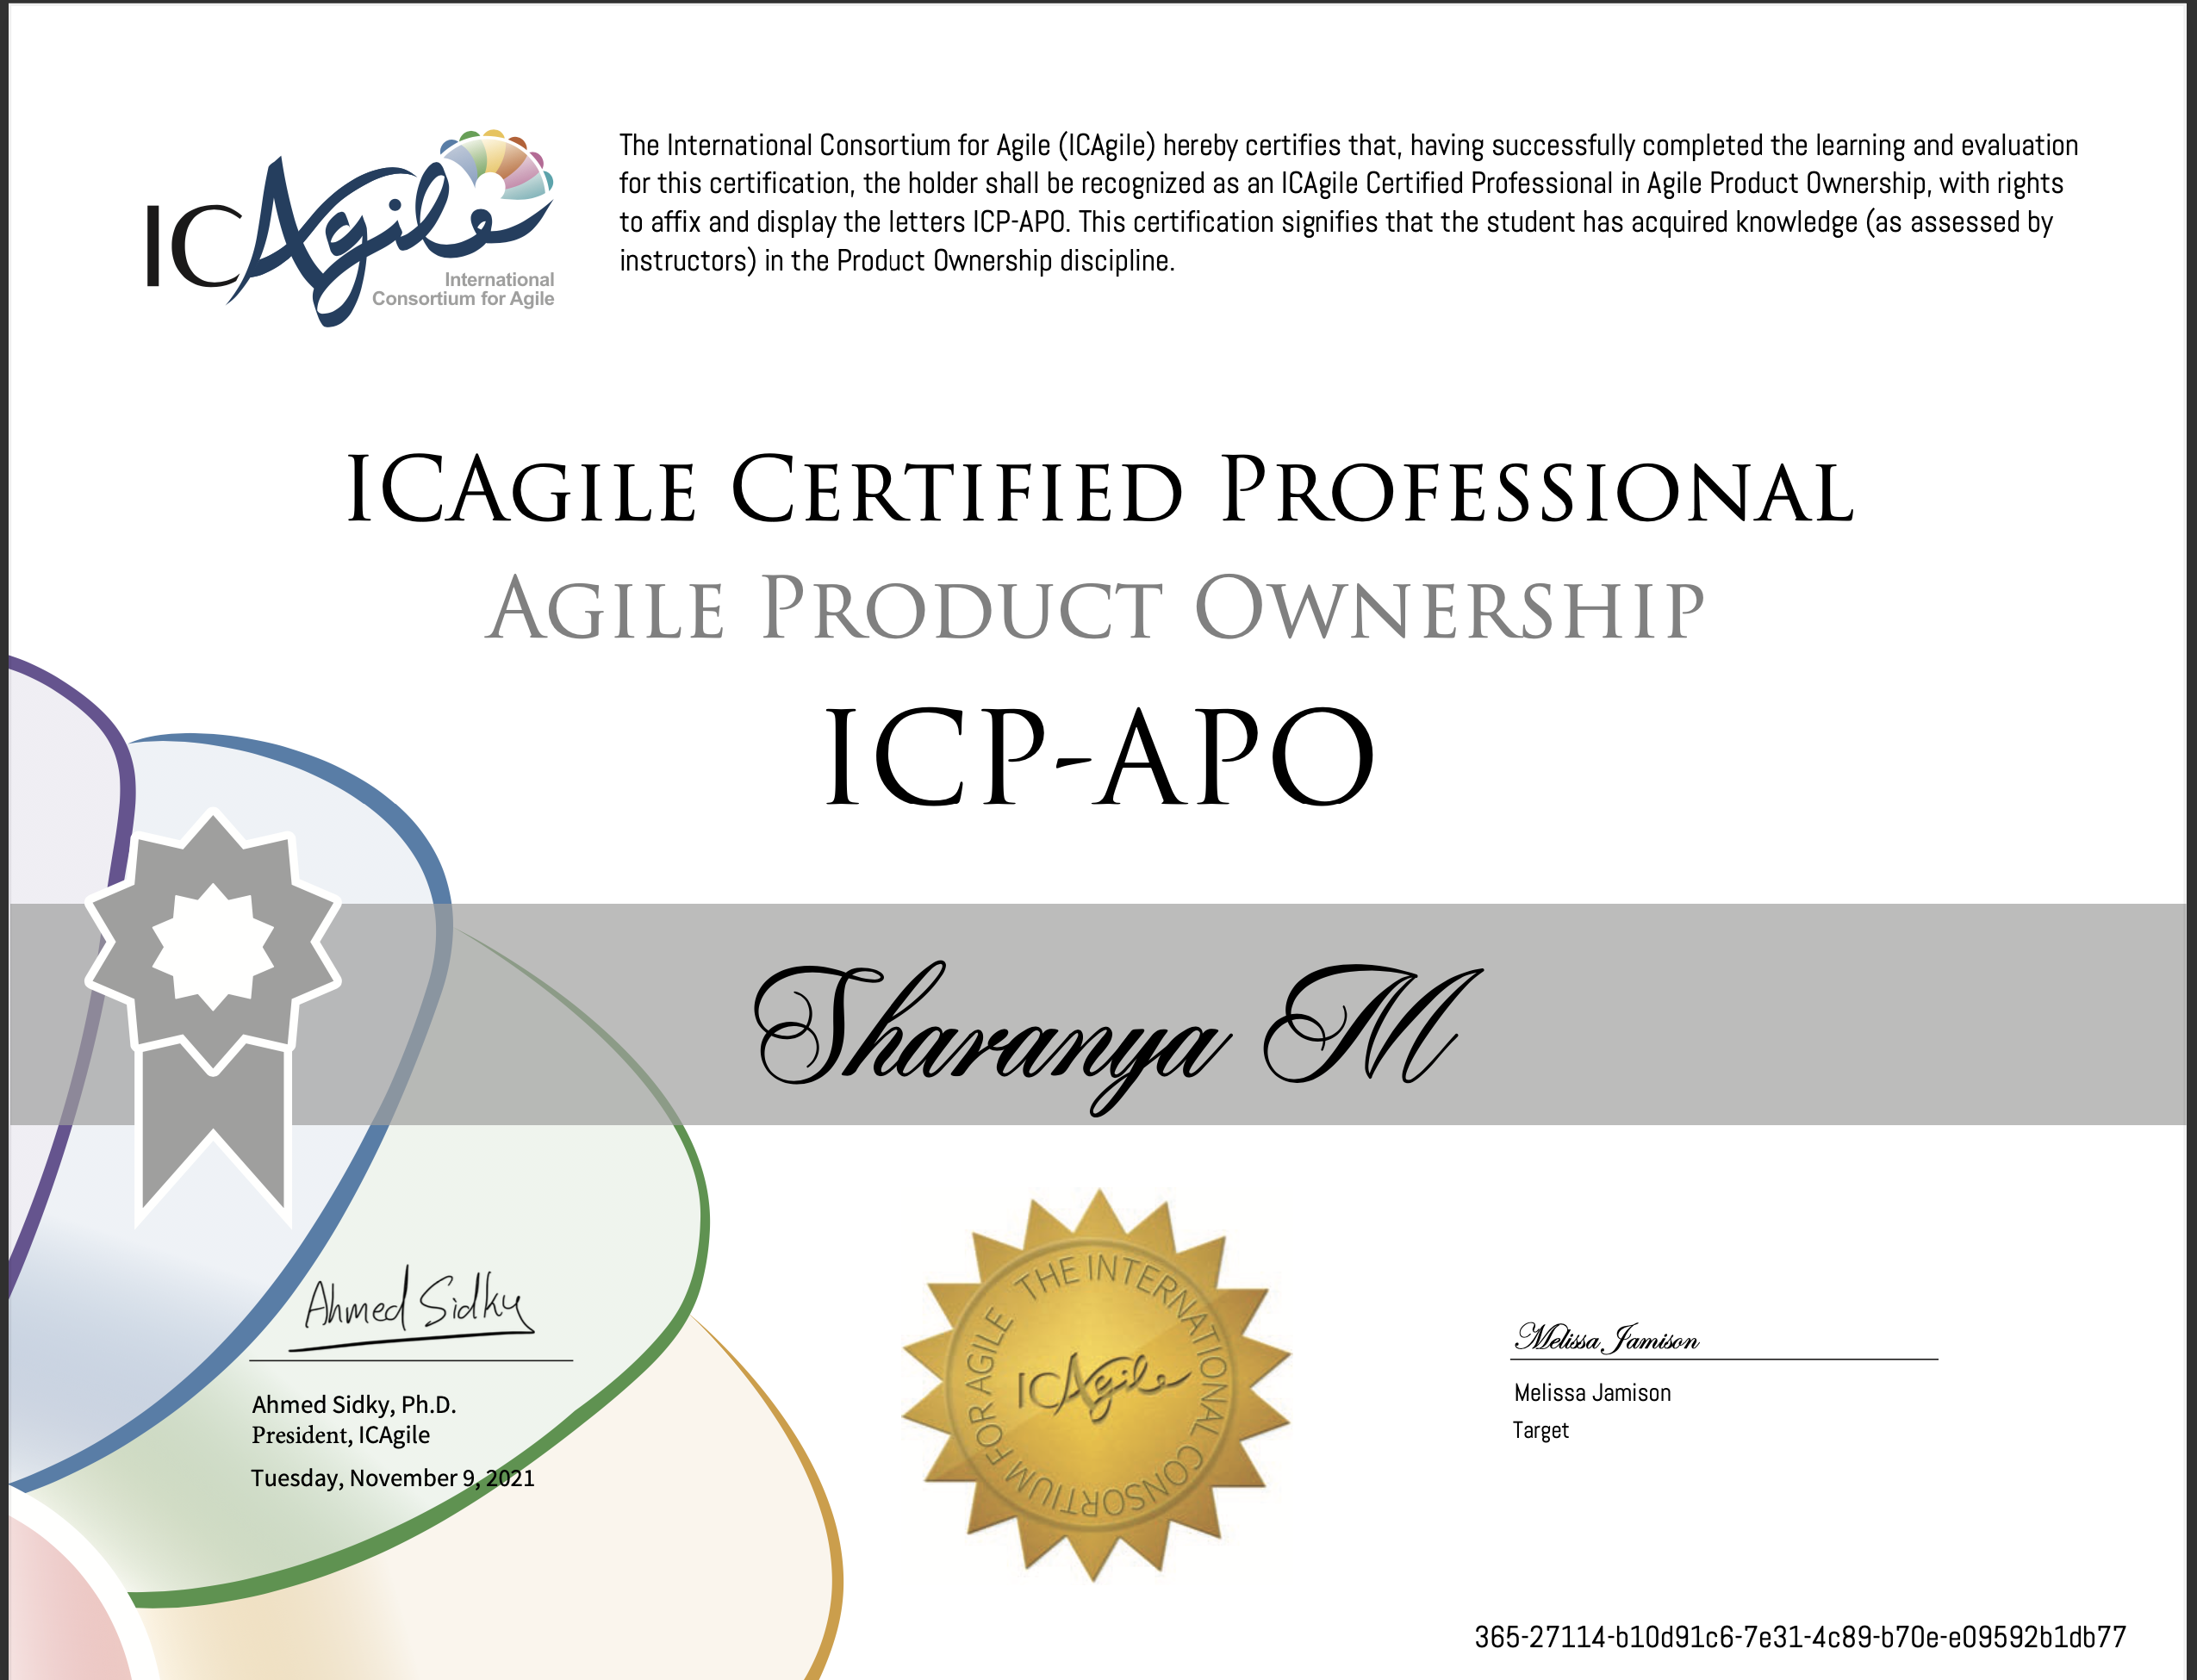 ICAgile
International
Consortium for Agile
The International Consortium for Agile (ICAgile) hereby certifies that, having successfully completed the learning and evaluation
for this certification, the holder shall be recognized as an ICAgile Certified Professional in Agile Product Ownership, with rights
to affix and display the letters ICP-APO. This certification signifies that the student has acquired knowledge (as assessed by
instructors) in the Product Ownership discipline.
ICAgile Certified Professional
Agile Product Ownership
ICP-APO
Sharanya M
Ahmed Sidky
Ahmed Sidky, Ph.D.
President, ICAgile
Tuesday, November 9, 2021
THE INTERNATIONAL CONSORTIUM FOR AGILE
ICAgile
Melissa Jamison
Melissa Jamison
Target
365-27114-b10d91c6-7e31-4c89-b70e-e09592b1db77